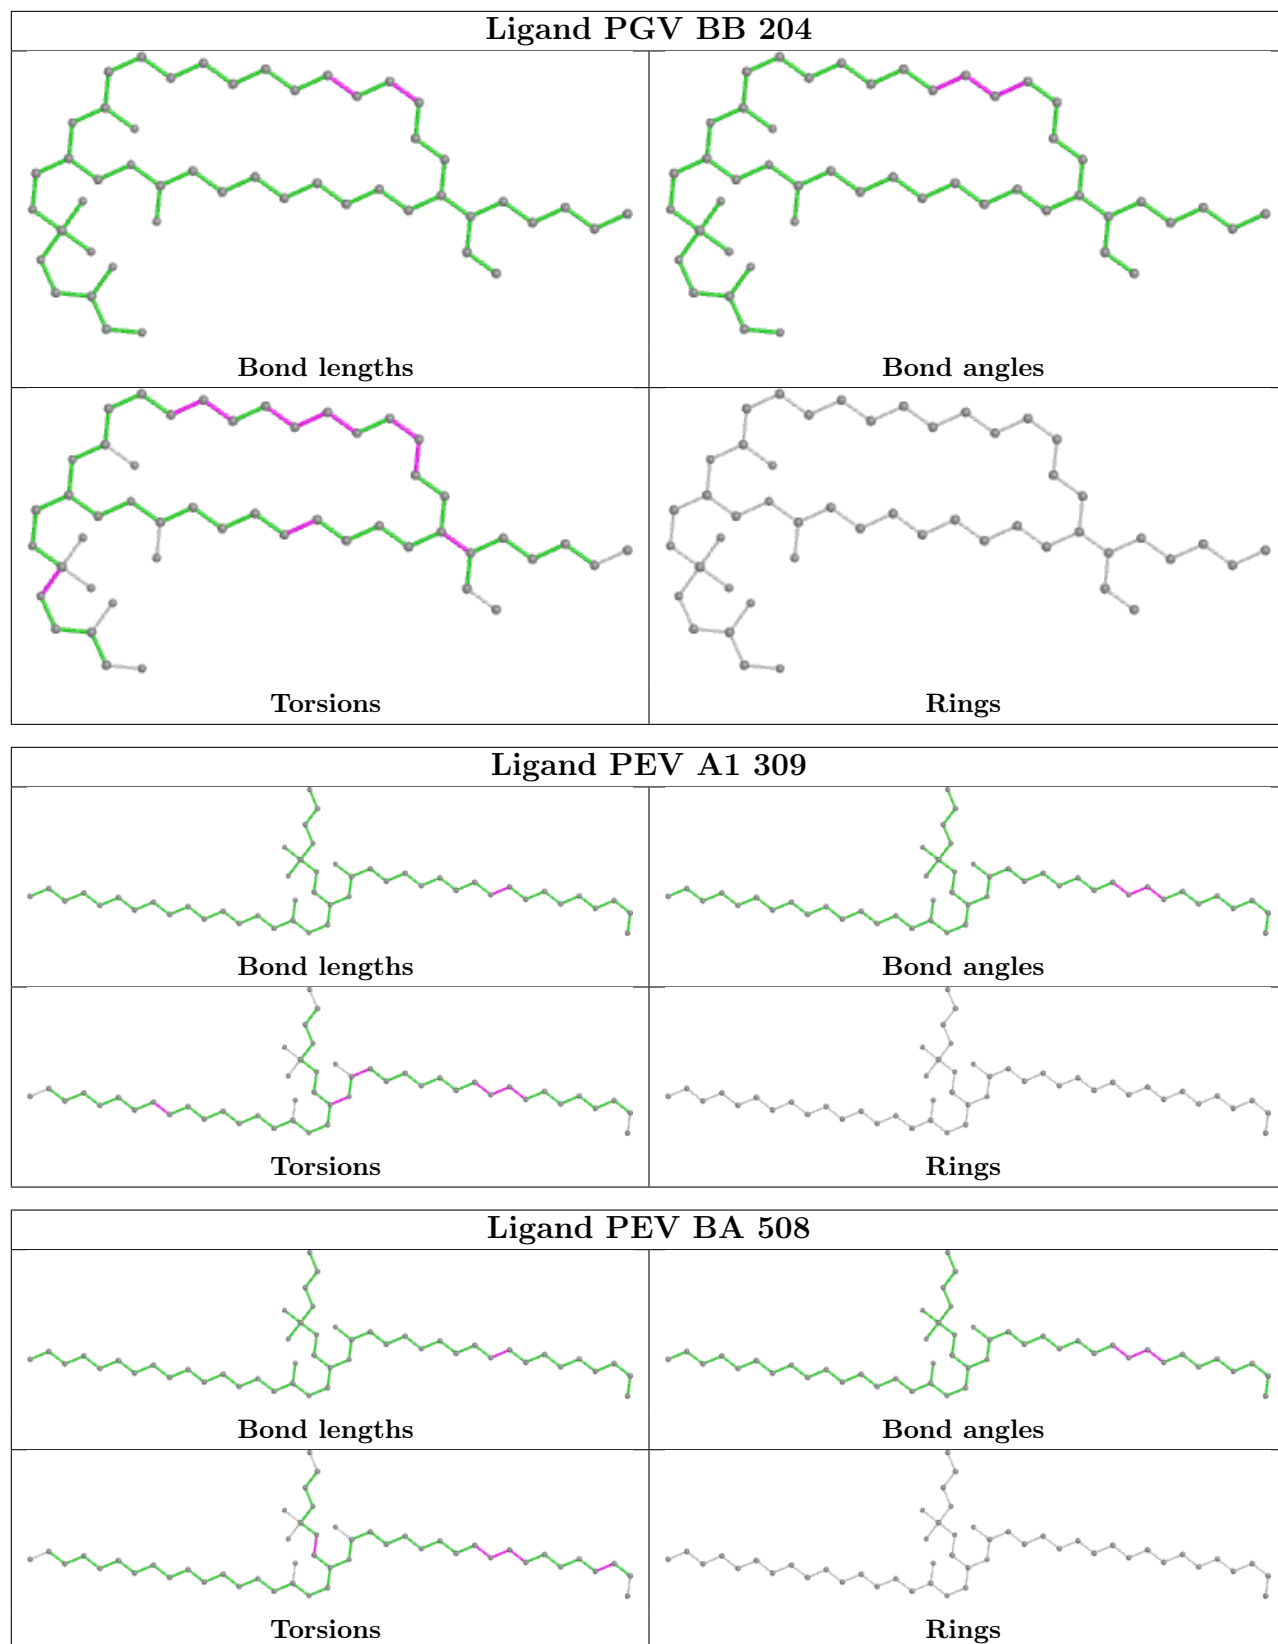 Ligand PGV BB 204
Bond lengths
Bond angles
Torsions
Rings
Ligand PEV A1 309
Bond lengths
Bond angles
Torsions
Rings
Ligand PEV BA 508
Bond lengths
Bond angles
Torsions
Rings